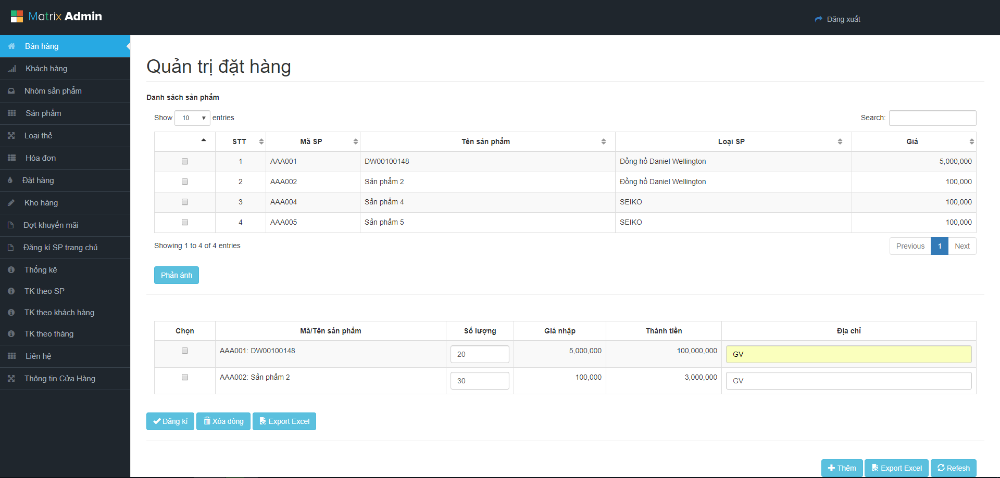 Matrix Admin
Đăng xuất
Bán hàng
Khách hàng
Nhóm sản phẩm
Sản phẩm
Loại thẻ
Hóa đơn
Đặt hàng
Kho hàng
Đợt khuyến mãi
Đăng kí SP trang chủ
Thống kê
TK theo SP
TK theo khách hàng
TK theo tháng
Liên hệ
Thông tin Cửa Hàng
Quản trị đặt hàng
Danh sách sản phẩm
Show 10 entries Search:
STT Mã SP Tên sản phẩm Loại SP Giá
1 AAA001 DW00100148 Đồng hồ Daniel Wellington 5,000,000
2 AAA002 Sản phẩm 2 Đồng hồ Daniel Wellington 100,000
3 AAA004 Sản phẩm 4 SEIKO 100,000
4 AAA005 Sản phẩm 5 SEIKO 100,000
Showing 1 to 4 of 4 entries Previous 1 Next
Phản ánh
Chọn Mã/Tên sản phẩm Số lượng Giá nhập Thành tiền Địa chỉ
AAA001: DW00100148 20 5,000,000 100,000,000 GV
AAA002: Sản phẩm 2 30 100,000 3,000,000 GV
Đăng kí Xóa dòng Export Excel
Thêm Export Excel Refesh